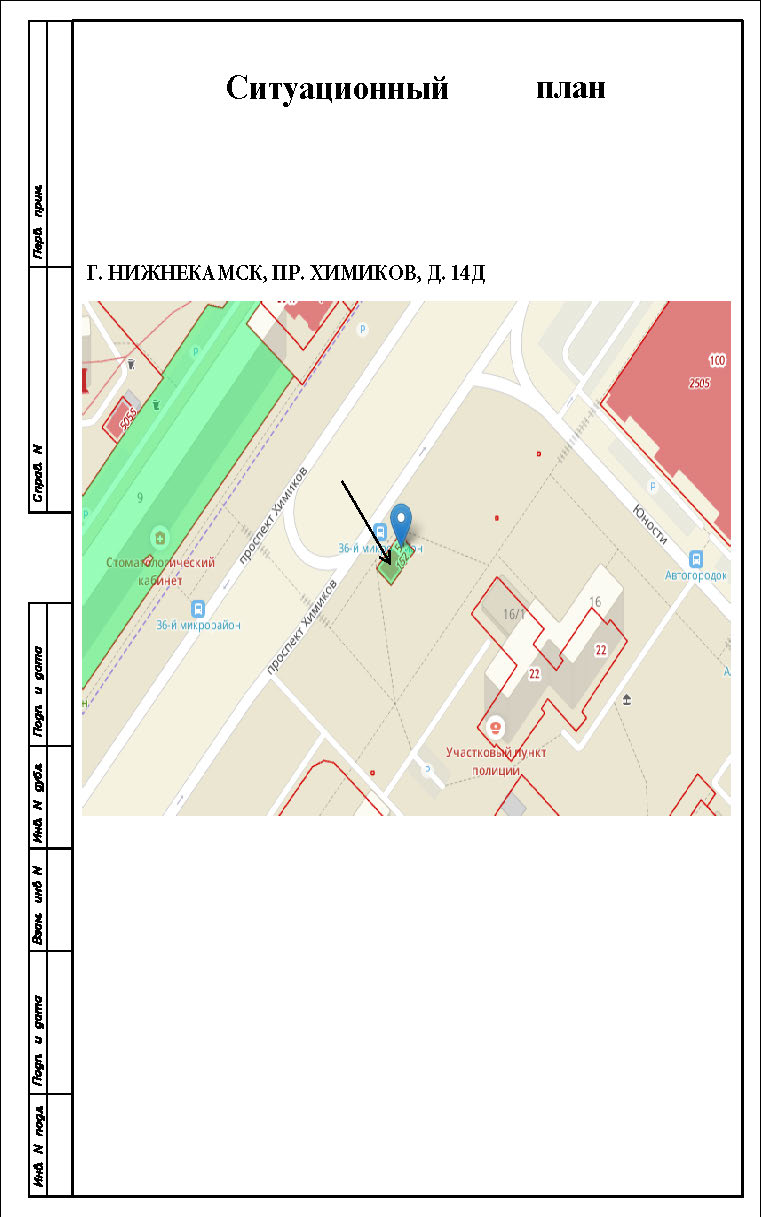 Ситуационный план
Г. НИЖНЕКАМСК, ПР. ХИМИКОВ, Д. 14Д
Перв. прим.
Справ. N
Подп. и дата
Инв. N дубл.
Взам. инв N
Подп. и дата
Инв. N подл.
P
P
100
2505
5055
9
P
P
проспект Химиков
Юности
36-й микрорайон
Стоматологический
кабинет
Автогородок
16/1
16
36-й микрорайон
проспект Химиков
22
22
Участковый пункт
полиции
P